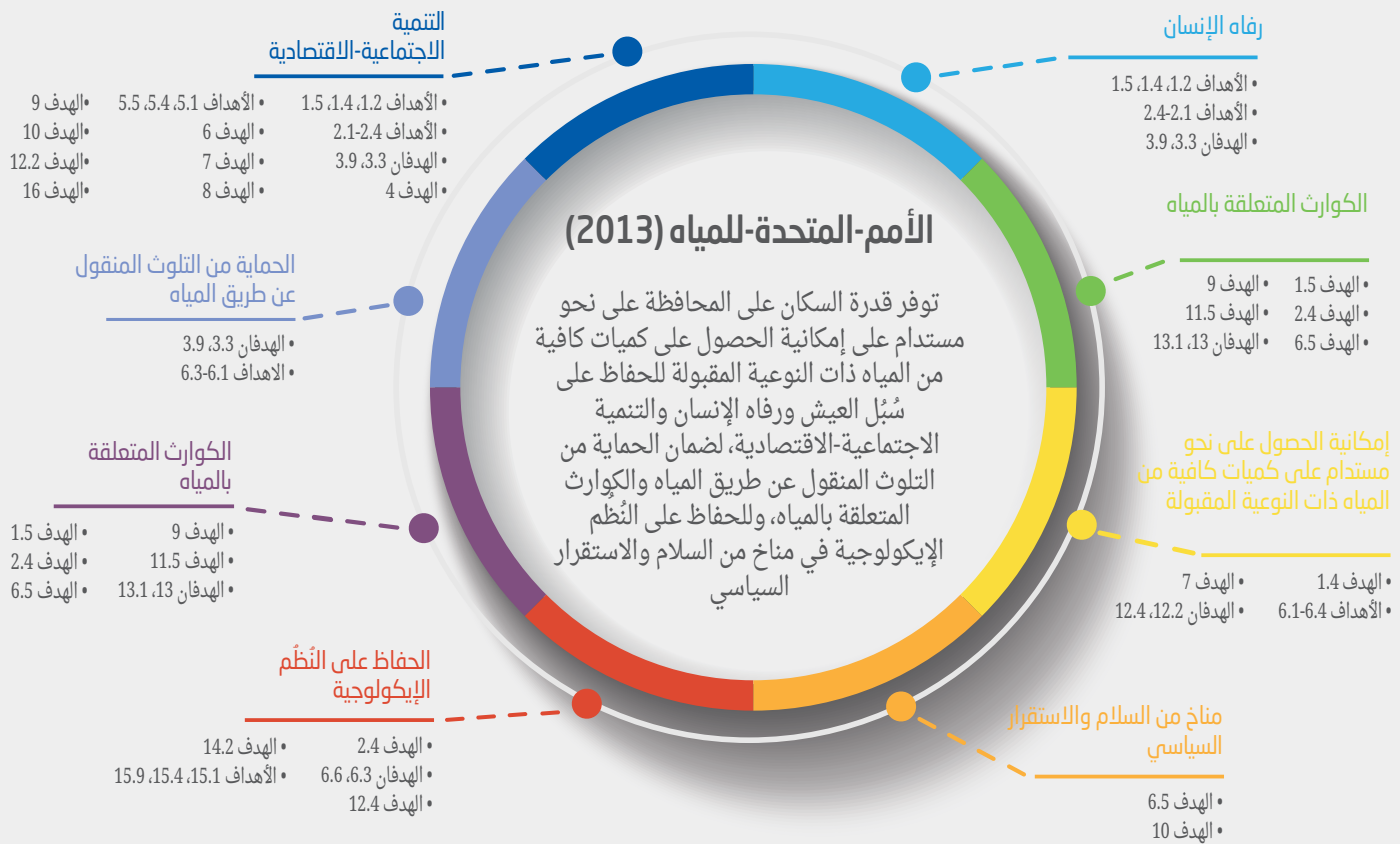 رفاه الإنسان
• الأهداف 1.2، 1.4، 1.5
• الأهداف 2.1-2.4
• الهدفان 3.3، 3.9
الكوارث المتعلقة بالمياه
• الهدف 1.5
• الهدف 2.4
• الهدف 6.5
• الهدف 9
• الهدف 11.5
• الهدفان 13، 13.1
إمكانية الحصول على نحو
مستدام على كميات كافية من
المياه ذات النوعية المقبولة
• الهدف 1.4
• الأهداف 6.4-6.1
• الهدف 7
• الهدفان 12.2، 12.4
مناخ من السلام والاستقرار
السياسي
• الهدف 6.5
• الهدف 10
الأمم-المتحدة-للمياه (2013)
توفر قدرة السكان على المحافظة على نحو
مستدام على إمكانية الحصول على كميات كافية
من المياه ذات النوعية المقبولة للحفاظ على
سُبُل العيش ورفاه الإنسان والتنمية
الاجتماعية-الاقتصادية، لضمان الحماية من
التلوث المنقول عن طريق المياه والكوارث
المتعلقة بالمياه، وللحفاظ على النُظُم
الإيكولوجية في مناخ من السلام والاستقرار
السياسي
التنمية
الاجتماعية-الاقتصادية
• الأهداف 1.2، 1.4، 1.5
• الأهداف 2.4-2.1
• الهدفان 3.3، 3.9
• الهدف 4
• الأهداف 5.1، 5.4، 5.5
• الهدف 6
• الهدف 7
• الهدف 8
•الهدف 9
•الهدف 10
•الهدف 12.2
•الهدف 16
الحماية من التلوث المنقول
عن طريق المياه
• الهدفان 3.3، 3.9
• الاهداف 6.1-6.3
الكوارث المتعلقة
بالمياه
• الهدف 9
• الهدف 11.5
• الهدفان 13، 13.1
• الهدف 1.5
• الهدف 2.4
• الهدف 6.5
الحفاظ على النُظُم
الإيكولوجية
• الهدف 2.4
• الهدفان 6.3، 6.6
• الهدف 12.4
• الهدف 14.2
• الأهداف 15.1، 15.4، 15.9